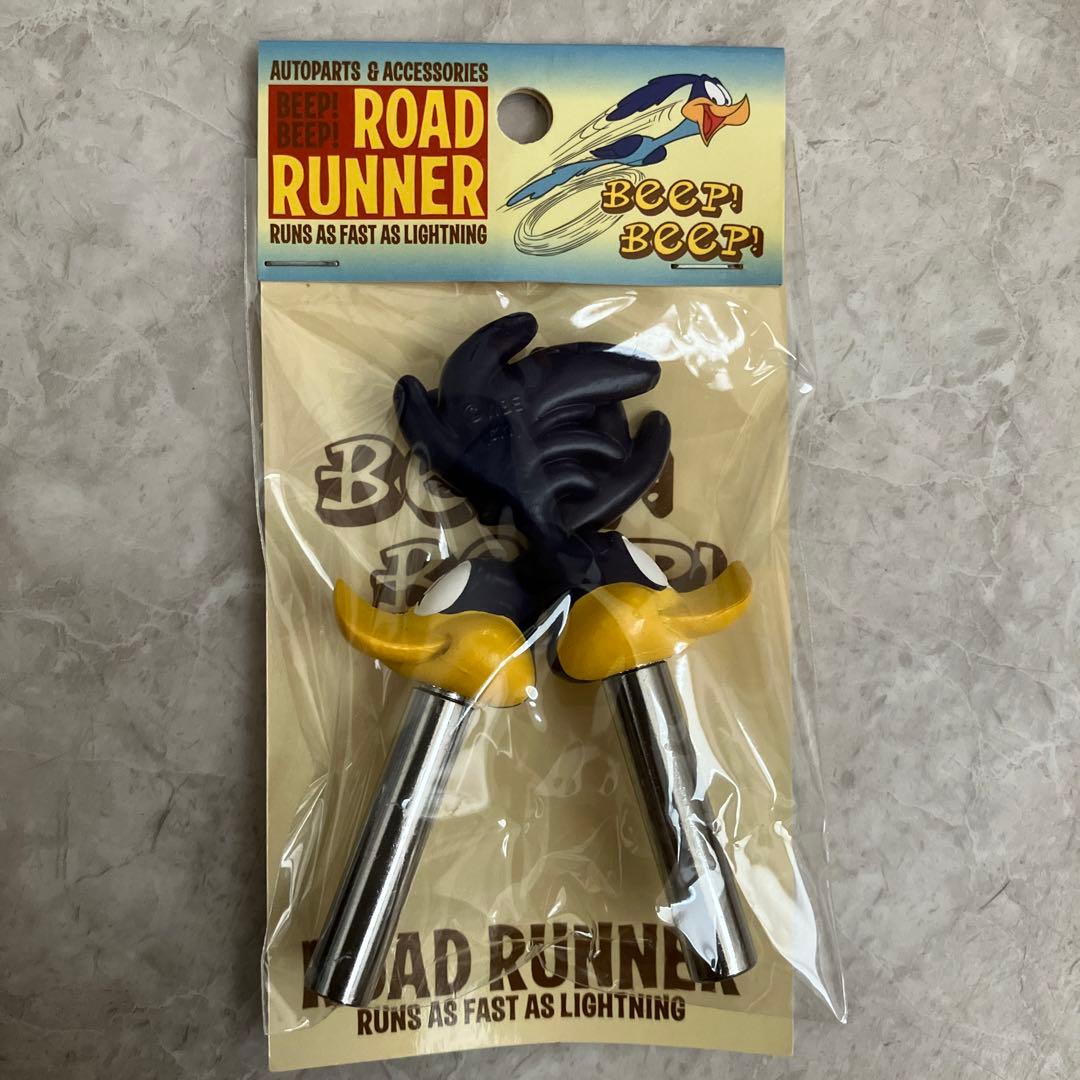 AUTOPARTS & ACCESSORIES
BEEP!
BEEP!
ROAD
RUNNER
RUNS AS FAST AS LIGHTNING
BEEP!
BEEP!
ROAD RUNNER
RUNS AS FAST AS LIGHTNING